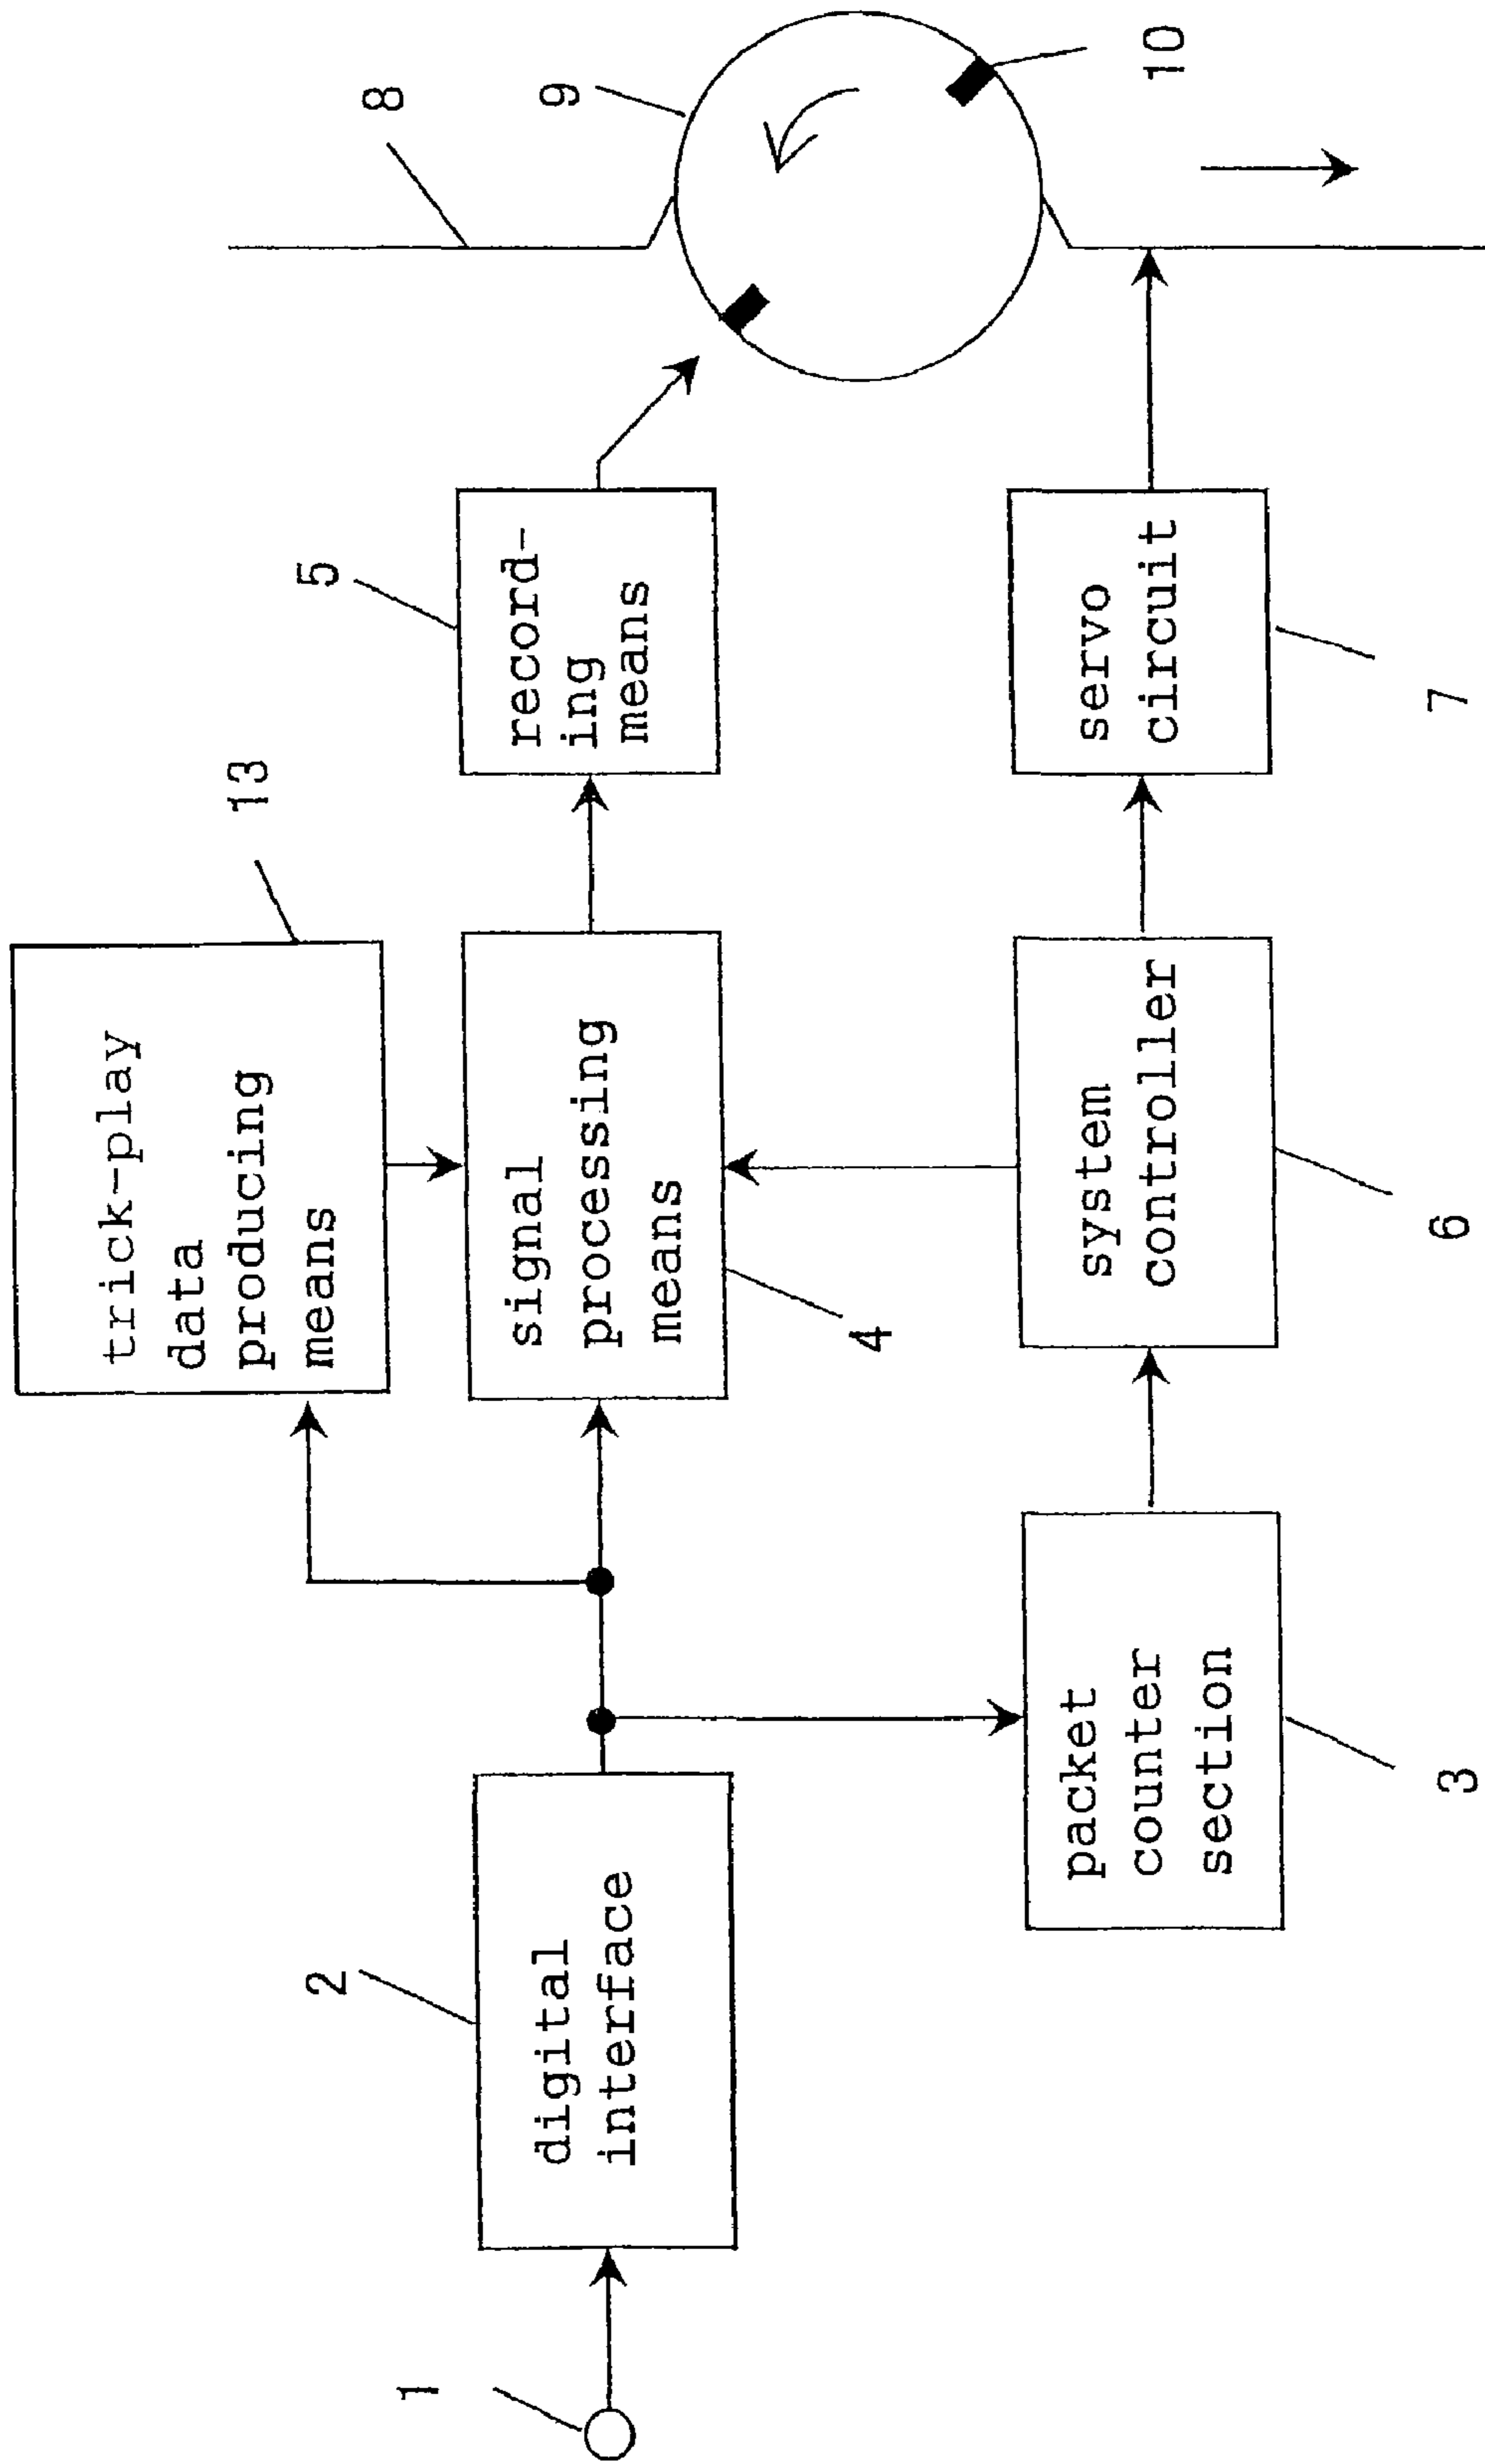 13
trick-play
data
producing
means
8
9
10
5
record-
ing
means
signal
processing
means
4
2
digital
interface
1
servo
circuit
7
system
controller
6
packet
counter
section
3